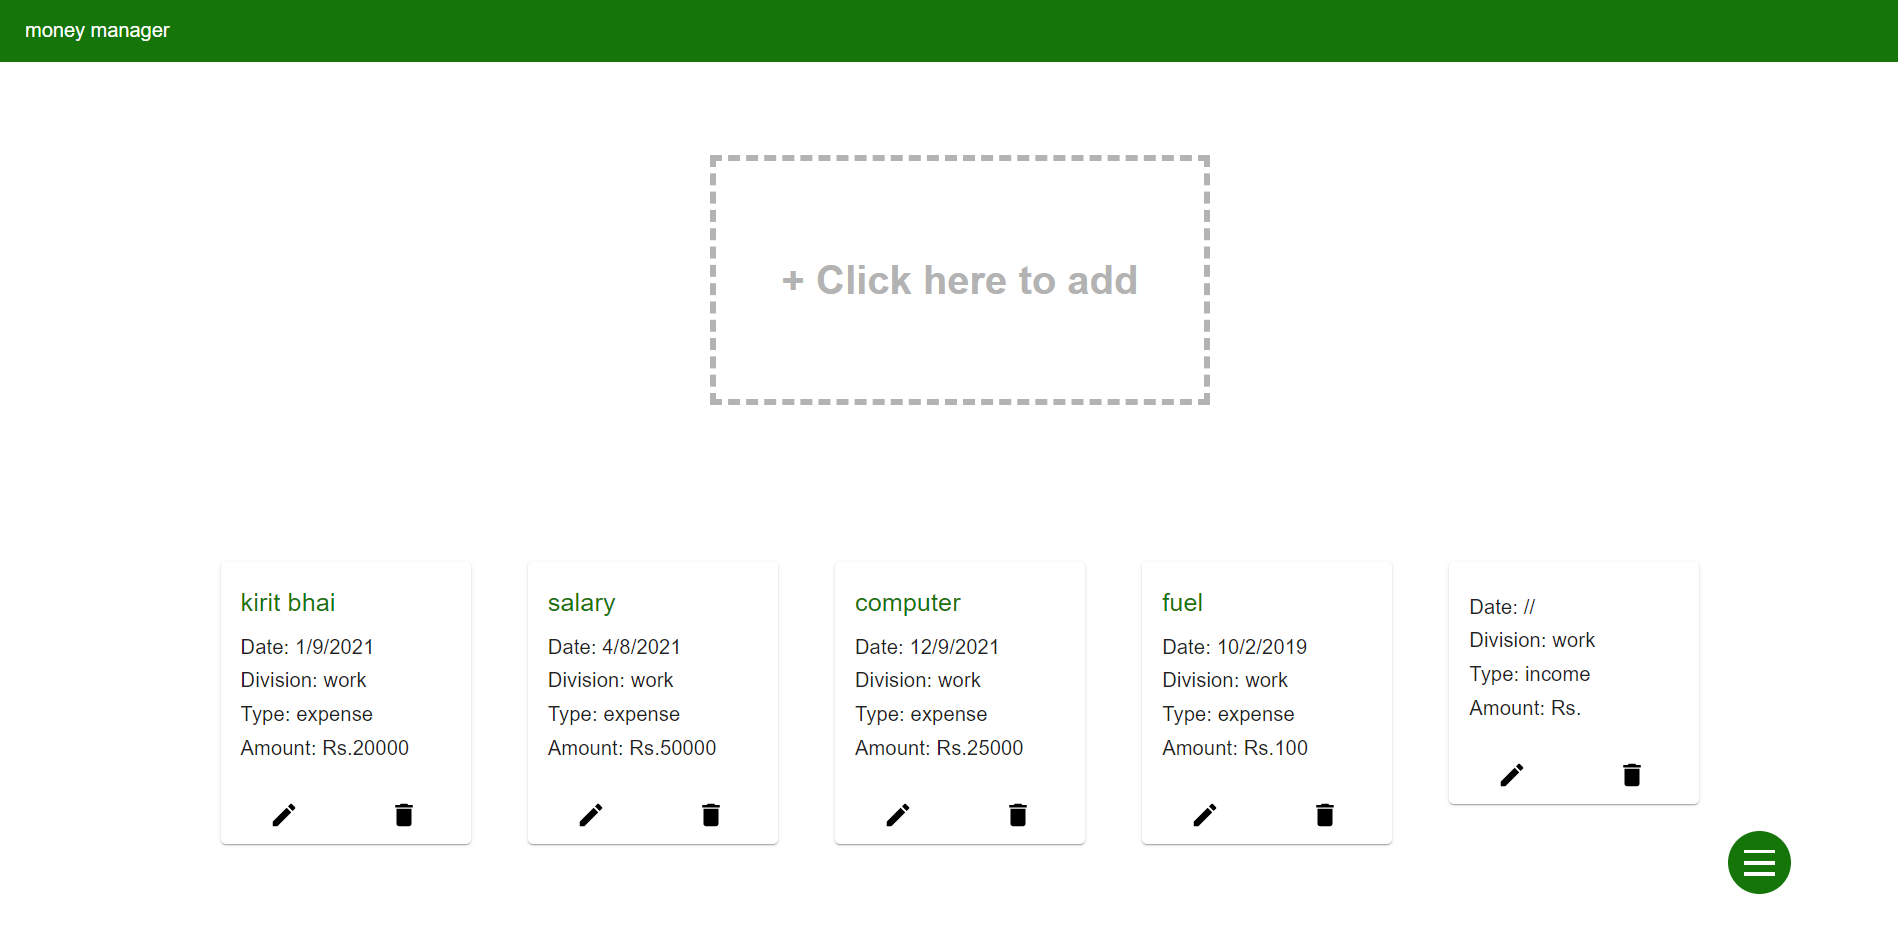 money manager
+ Click here to add
kirit bhai
Date: 1/9/2021
Division: work
Type: expense
Amount: Rs.20000
salary
Date: 4/8/2021
Division: work
Type: expense
Amount: Rs.50000
computer
Date: 12/9/2021
Division: work
Type: expense
Amount: Rs.25000
fuel
Date: 10/2/2019
Division: work
Type: expense
Amount: Rs.100
Date: //
Division: work
Type: income
Amount: Rs.